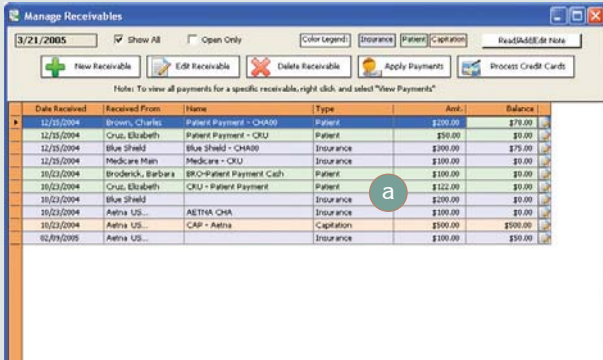 Manage Receivables
3/21/2005 Show All Open Only Color Legend: Insurance Patient Capitation Read/Add/Edit Note
New Receivable Edit Receivable Delete Receivable Apply Payments Process Credit Cards
Note: To view all payments for a specific receivable, right click and select "View Payments"
Date Received Received From Name Type Amt. Balance
12/15/2004 Brown, Charles Patient Payment - CHA00 Patient $200.00 $70.00
12/15/2004 Cruz, Elizabeth Patient Payment - CRU Patient $50.00 $0.00
12/15/2004 Blue Shield Blue Shield - CHA00 Insurance $300.00 $75.00
12/15/2004 Medicare Main Medicare - CRU Insurance $100.00 $0.00
10/23/2004 Broderick, Barbara BRO-Patient Payment Cash Patient $100.00 $0.00
10/23/2004 Cruz, Elizabeth CRU - Patient Payment Patient $122.00 $0.00
10/23/2004 Blue Shield Insurance $200.00 $0.00
10/23/2004 Aetna US... AETNA CHA Insurance $100.00 $0.00
10/23/2004 Aetna US... CAP - Aetna Capitation $500.00 $500.00
02/09/2005 Aetna US... Insurance $100.00 $50.00
a